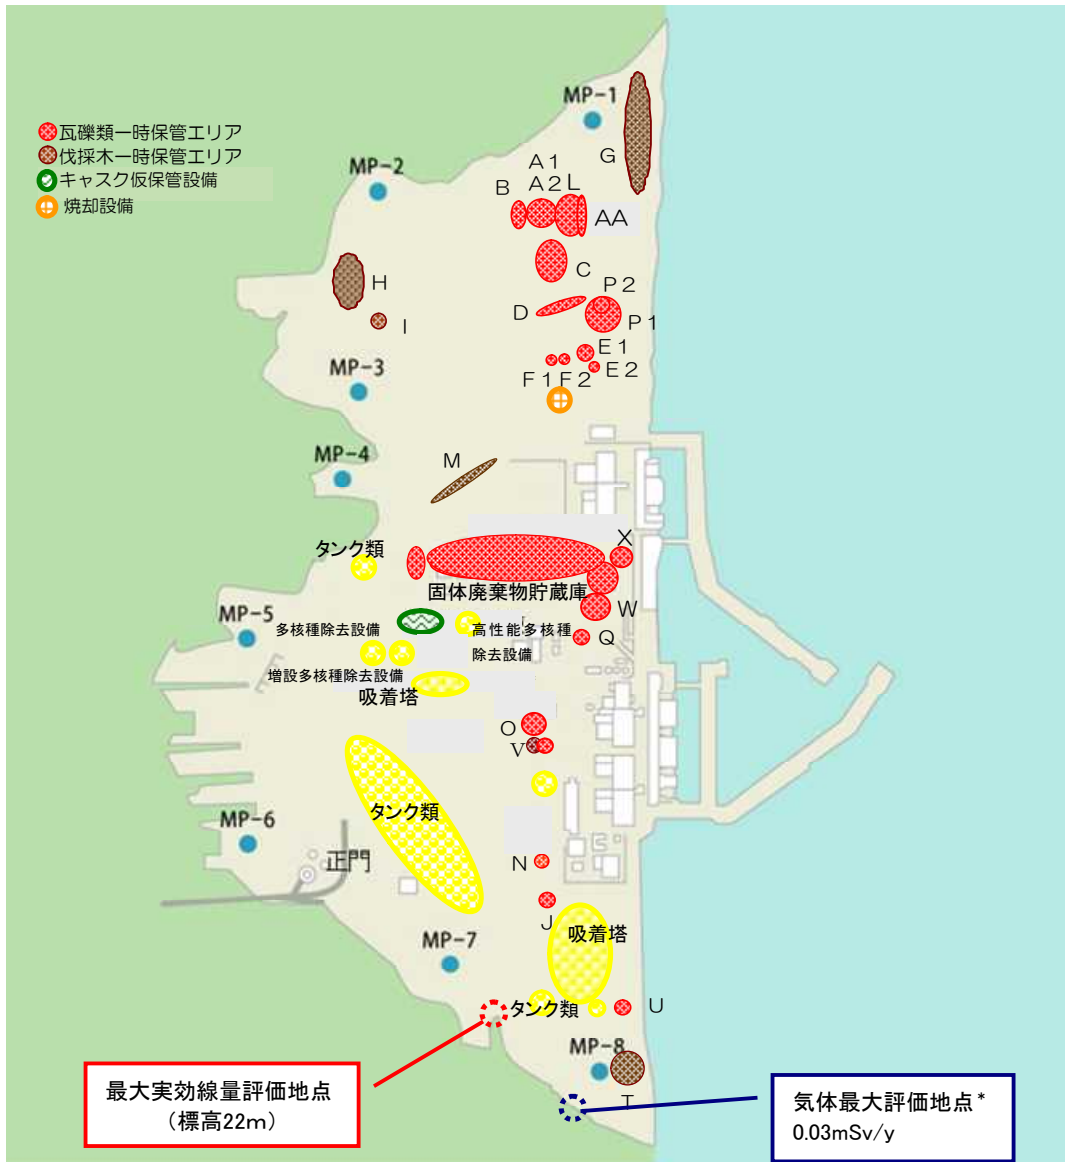 MP-1
瓦礫類一時保管エリア
伐採木一時保管エリア
キャスク仮保管設備
焼却設備
G
MP-2
A1
A2 L
B
AA
C
H
I
P2
D
P1
E1
E2
F1 F2
MP-3
MP-4
M
X
タンク類
固体廃棄物貯蔵庫
W
MP-5
多核種除去設備
高性能多核種
除去設備
Q
増設多核種除去設備
吸着塔
O
V
タンク類
MP-6
正門
N
J
吸着塔
MP-7
タンク類
U
MP-8
T
最大実効線量評価地点
(標高22m)
気体最大評価地点*
0.03mSv/y